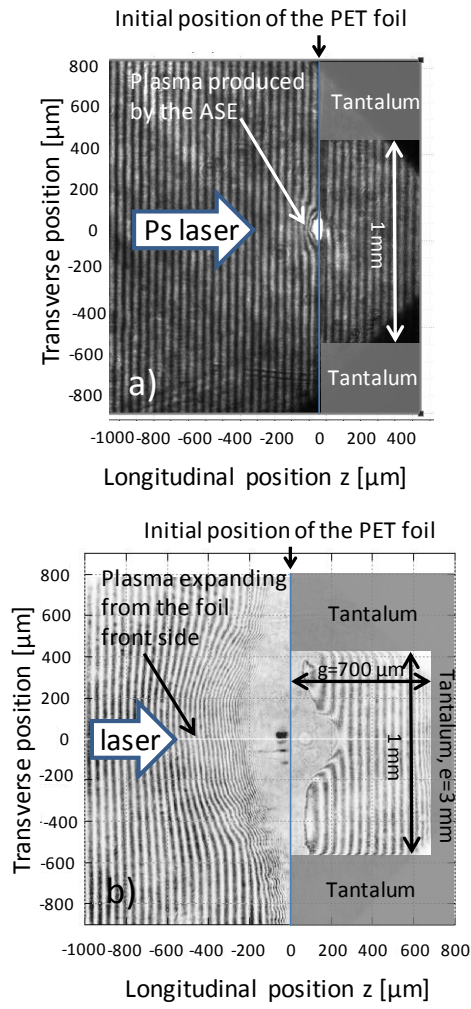 Initial position of the PET foil
800
600
400
200
0
-200
-400
-600
-800
Transverse position [µm]
Plasma produced
by the ASE
Tantalum
Ps laser
1 mm
Tantalum
a)
-1000 -800 -600 -400 -200 0 200 400
Longitudinal position z [µm]
Initial position of the PET foil
800
600
400
200
0
-200
-400
-600
-800
Transverse position [µm]
Plasma expanding
from the foil
front side
Tantalum
g=700 µm
laser
1 mm
Tantalum, e=3 mm
Tantalum
b)
-1000 -800 -600 -400 -200 0 200 400 600 800
Longitudinal position z [µm]